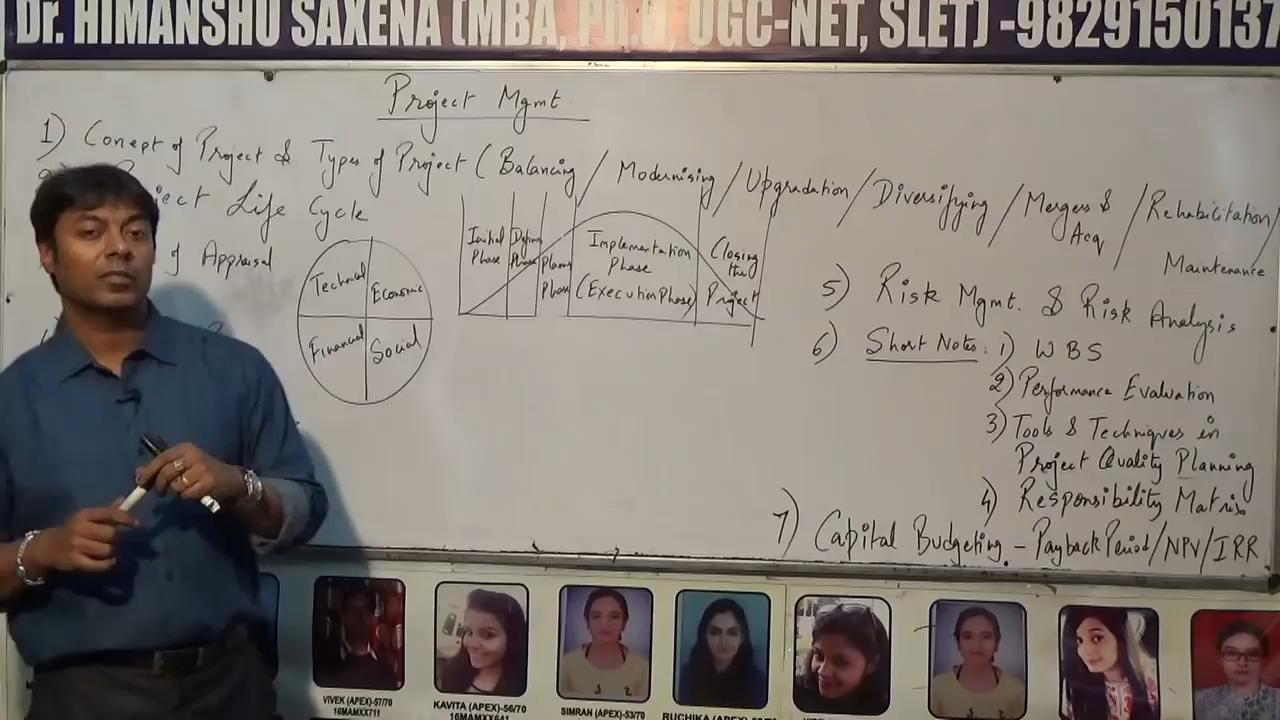 Dr. HIMANSHU SAXENA (MBA, Ph.D, UGC-NET, SLET) -9829150137
Project Mgmt
1) Concept of Project & Types of Project ( Balancing / Modernising / Upgradation / Diversifying / Mergers & Acq / Rehabilitation /
Maintenance
ject Life Cycle
of Appraisal
Technical
Economic
Financial
Social
Initial
Phase
Phase
Phase
Implementation
Phase
(Execution Phase)
Closing
the
Project
5) Risk Mgmt. & Risk Analysis
6) Short Notes : 1) WBS
2) Performance Evaluation
3) Tools & Techniques in
Project Quality Planning
4) Responsibility Matrix
7) Capital Budgeting - Payback Period/NPV/IRR
VIVEK (APEX)-57/70
16MAMXX711
KAVITA (APEX)-56/70
16MAMXX641
SIMRAN (APEX)-53/70
RUCHIKA (APEX)